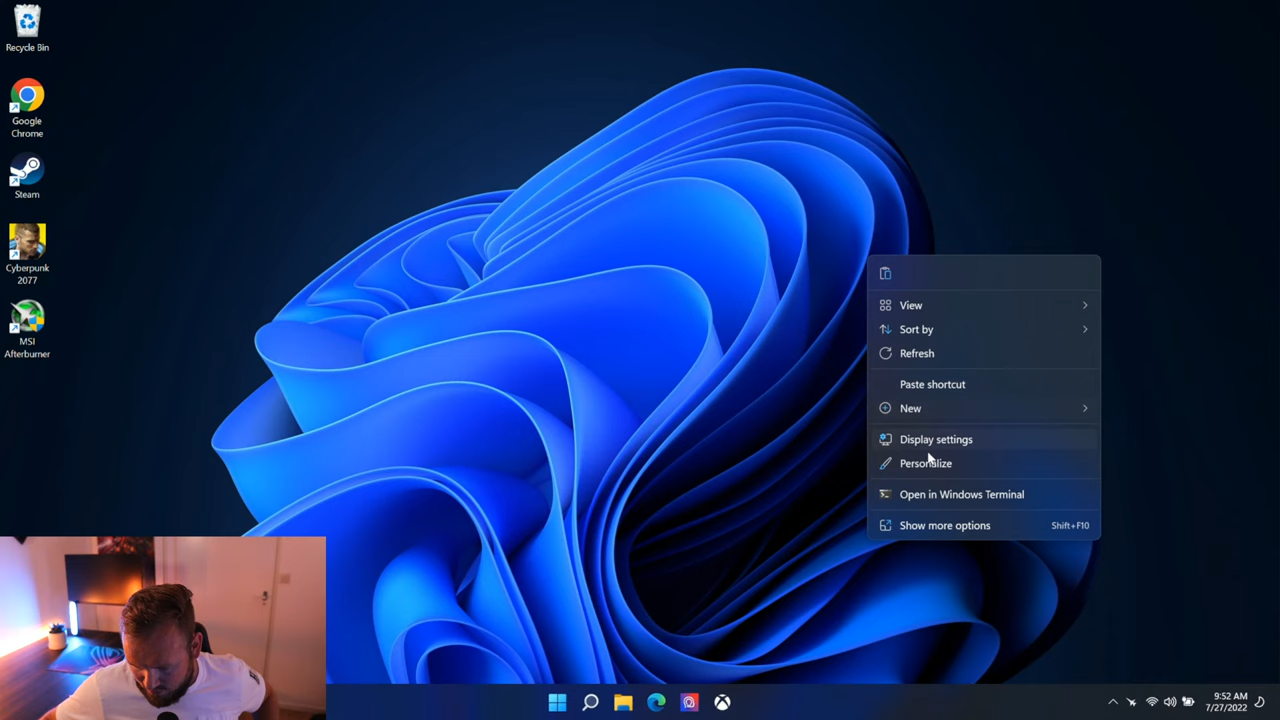 Recycle Bin
Google
Chrome
Steam
Cyberpunk
2077
MSI
Afterburner
View
Sort by
Refresh
Paste shortcut
New
Display settings
Personalize
Open in Windows Terminal
Show more options Shift+F10
9:52 AM
7/27/2022